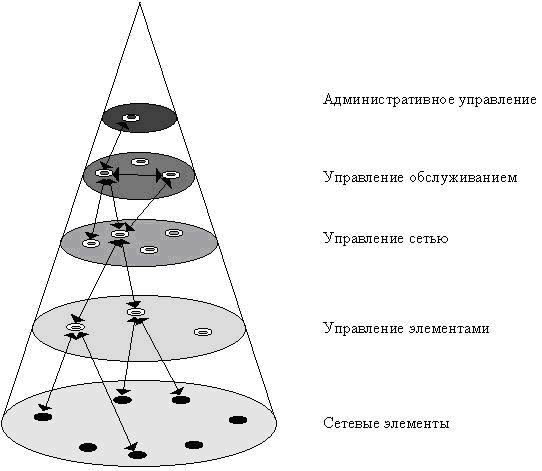 Административное управление
Управление обслуживанием
Управление сетью
Управление элементами
Сетевые элементы